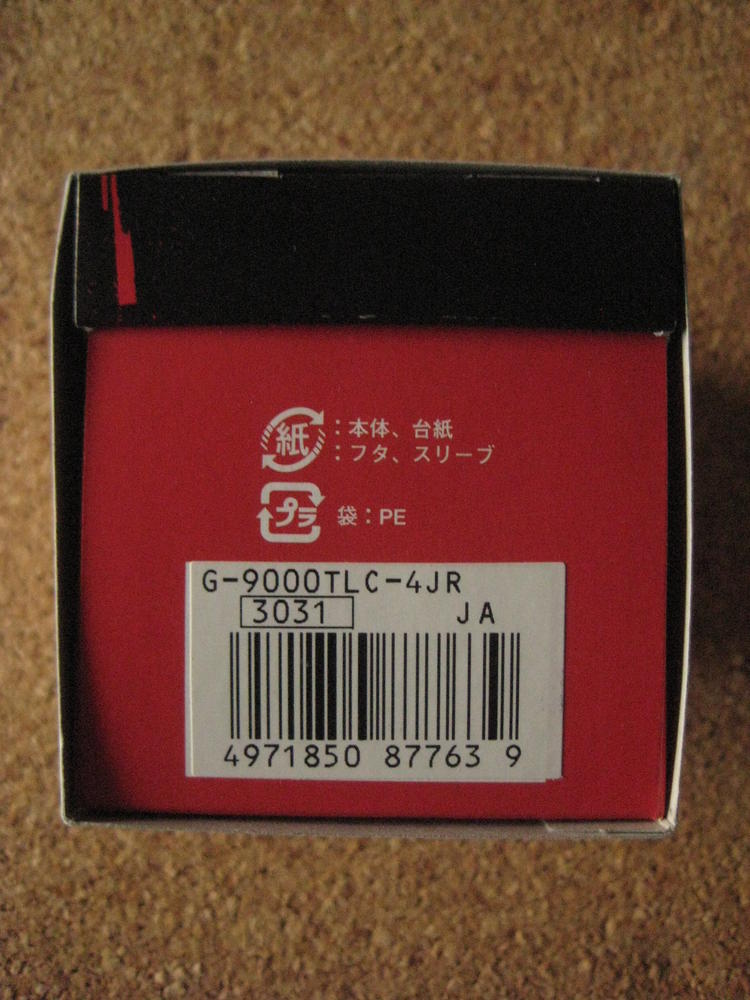 紙：本体、台紙
：フタ、スリーブ
プラ 袋：PE
G-9000TLC-4JR
3031 JA
4971850 87763 9